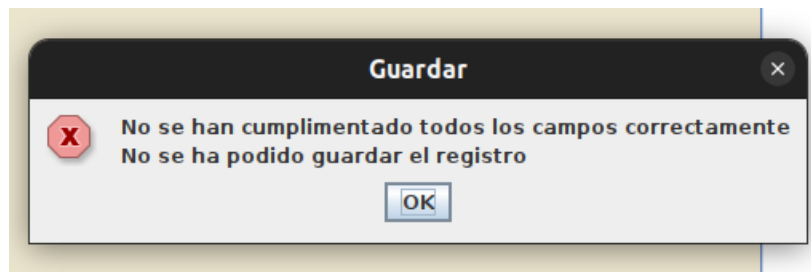 Guardar
No se han cumplimentado todos los campos correctamente
No se ha podido guardar el registro
OK